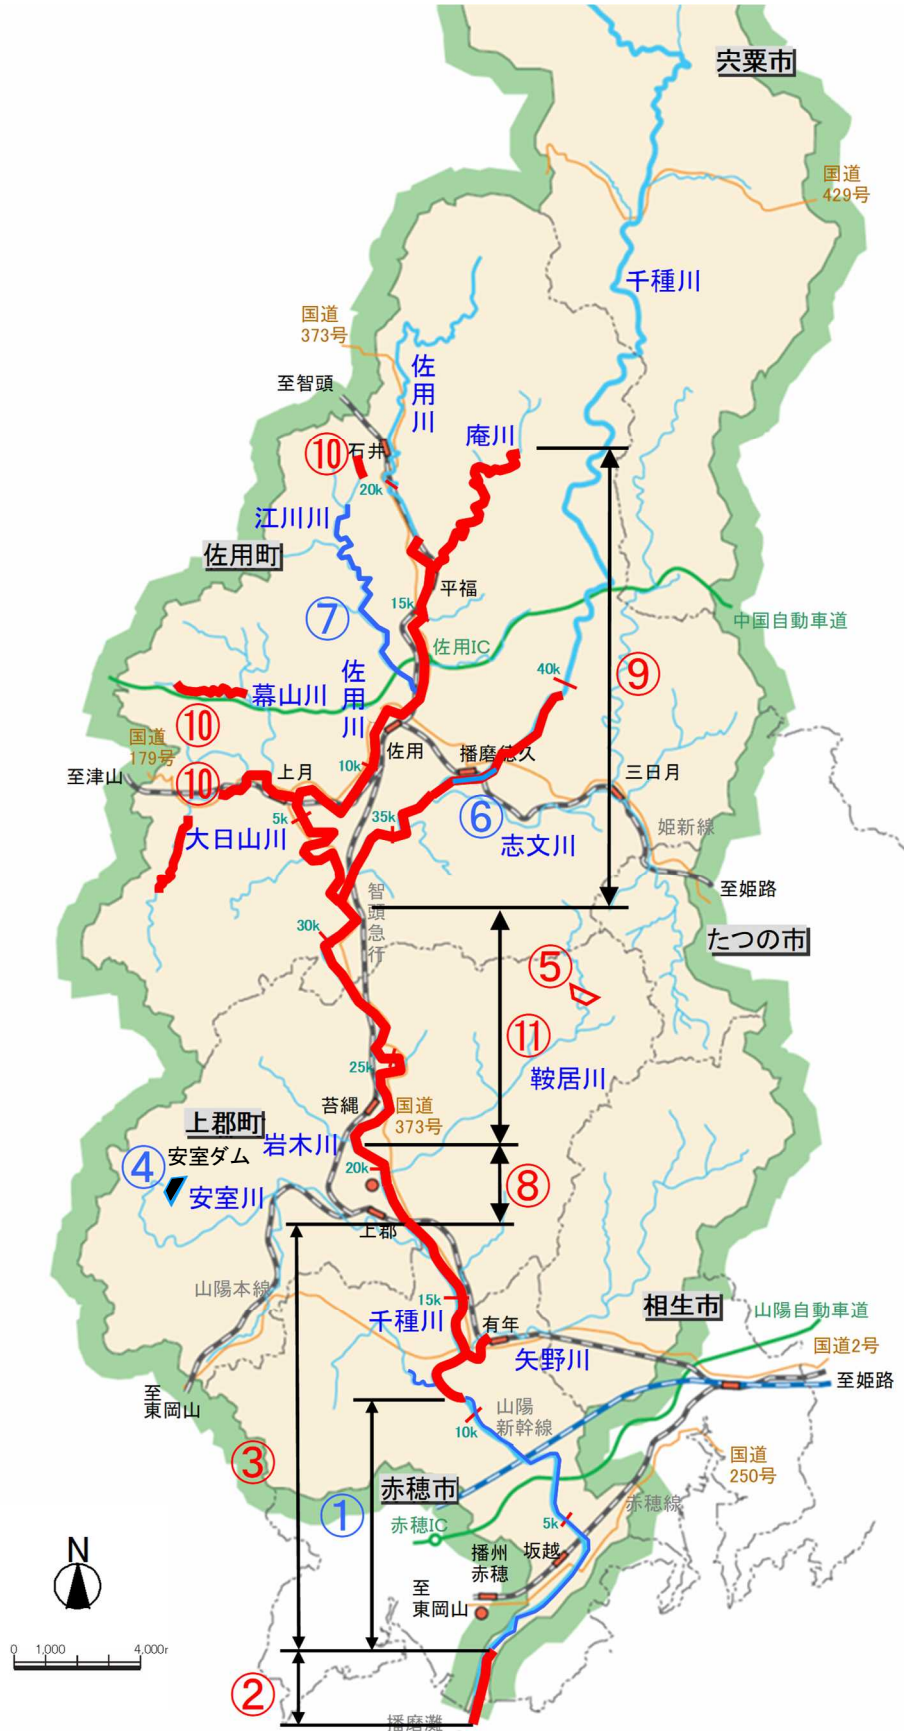 宍粟市
国道
429号
千種川
国道
373号
佐用川
至智頭
庵川
⑩
石井
20k
江川川
佐用町
平福
15k
⑦
中国自動車道
佐用IC
佐用川
40k
⑨
幕山川
⑩
国道
179号
佐用
播磨徳久
10k
三日月
至津山
⑩
上月
5k
35k
⑥
大日山川
志文川
姫新線
至姫路
智頭急行
30k
たつの市
⑤
⑪
25k
鞍居川
苔縄
国道
373号
上郡町
岩木川
④
安室ダム
20k
安室川
⑧
上郡
山陽本線
15k
相生市
山陽自動車道
千種川
有年
国道2号
矢野川
至姫路
至
東岡山
山陽
新幹線
10k
③
国道
250号
赤穂市
①
赤穂線
赤穂IC
5k
坂越
播州
赤穂
N
至
東岡山
0 1,000 4,000r
②
播磨灘